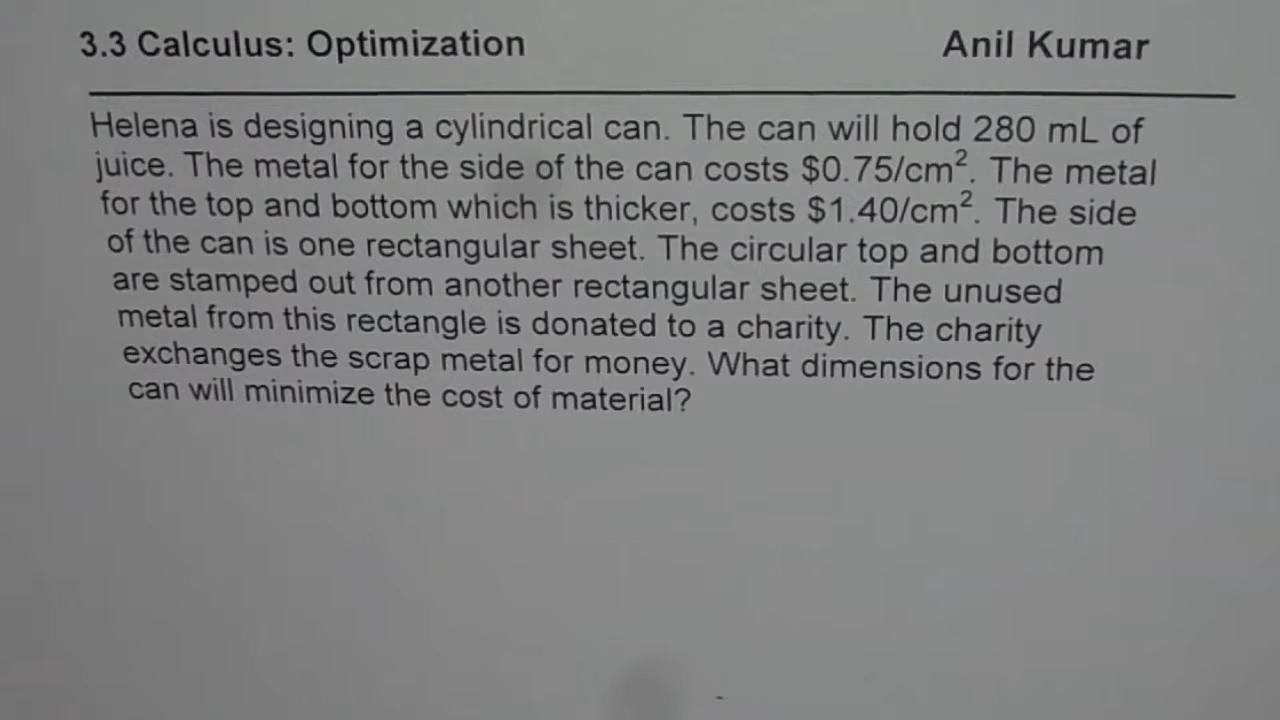 3.3 Calculus: Optimization Anil Kumar
Helena is designing a cylindrical can. The can will hold 280 mL of
juice. The metal for the side of the can costs $0.75/cm². The metal
for the top and bottom which is thicker, costs $1.40/cm². The side
of the can is one rectangular sheet. The circular top and bottom
are stamped out from another rectangular sheet. The unused
metal from this rectangle is donated to a charity. The charity
exchanges the scrap metal for money. What dimensions for the
can will minimize the cost of material?